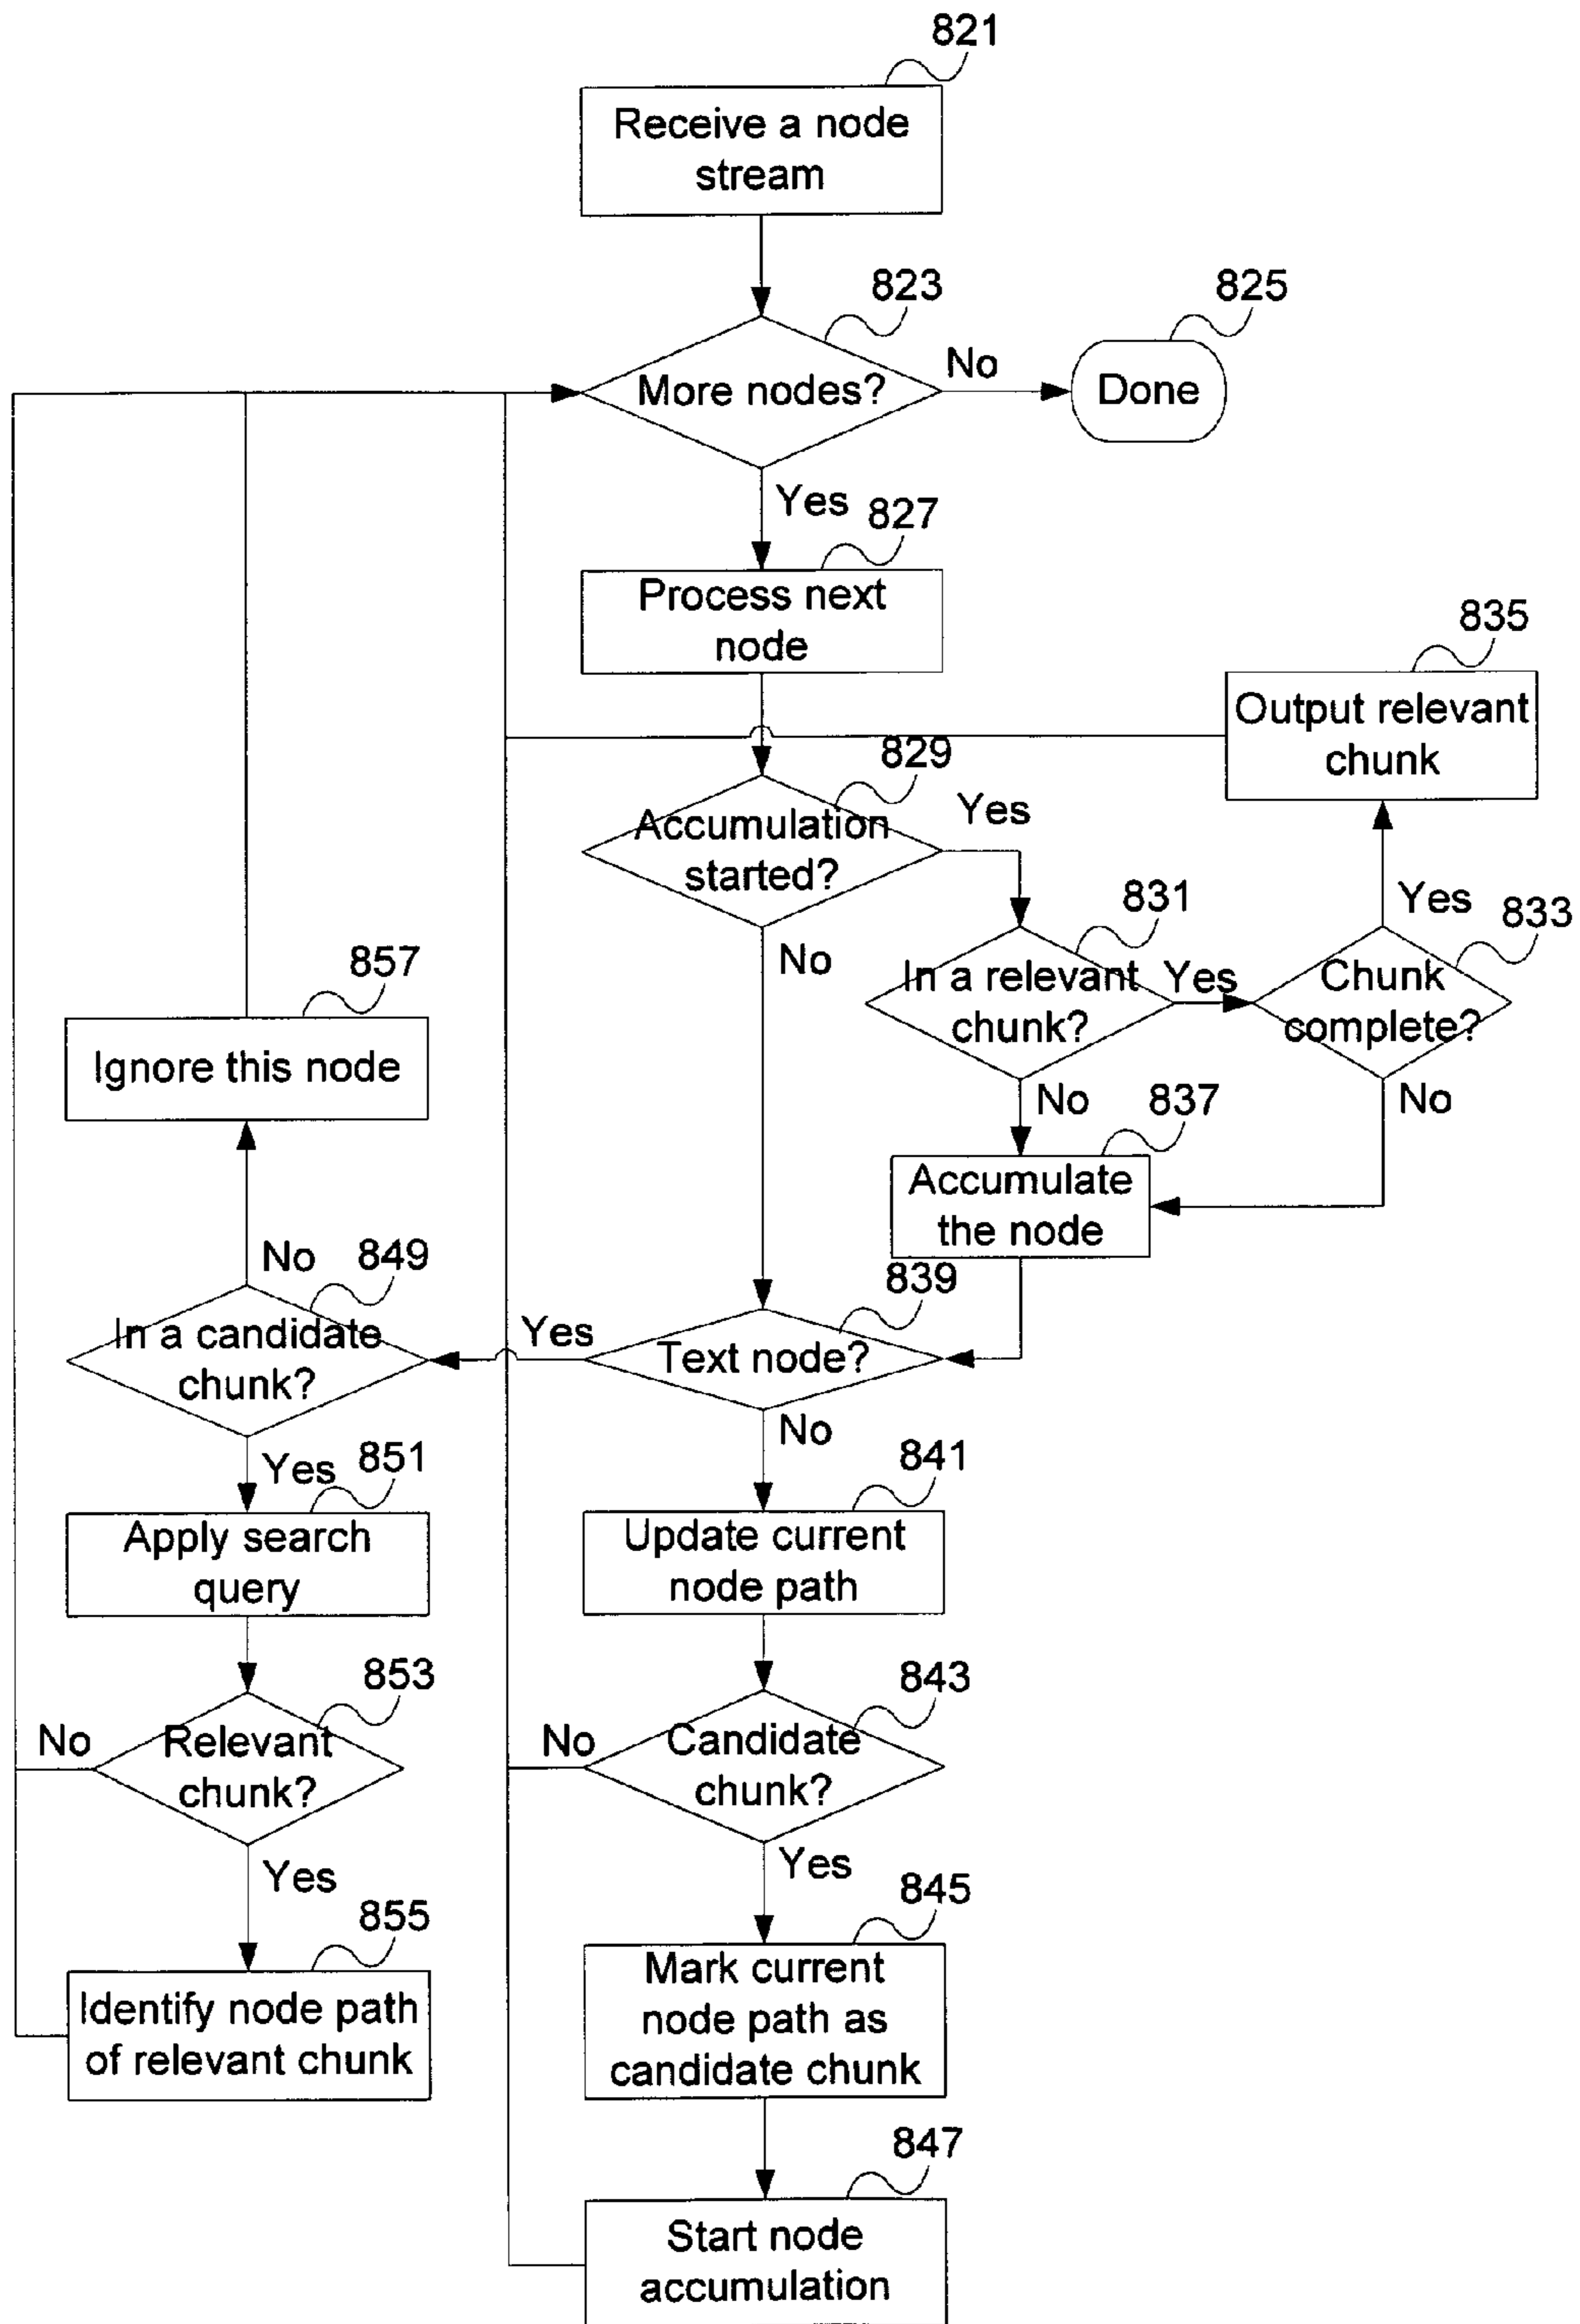 821
Receive a node
stream
823
825
More nodes?
No
Done
Yes
827
Process next
node
835
Output relevant
chunk
829
Accumulation
started?
Yes
831
Yes
833
No
In a relevant
chunk?
Yes
Chunk
complete?
857
Ignore this node
No
837
No
Accumulate
the node
No
849
839
In a candidate
chunk?
Yes
Text node?
No
Yes
851
841
Apply search
query
Update current
node path
853
843
No
Relevant
chunk?
No
Candidate
chunk?
Yes
Yes
855
845
Identify node path
of relevant chunk
Mark current
node path as
candidate chunk
847
Start node
accumulation